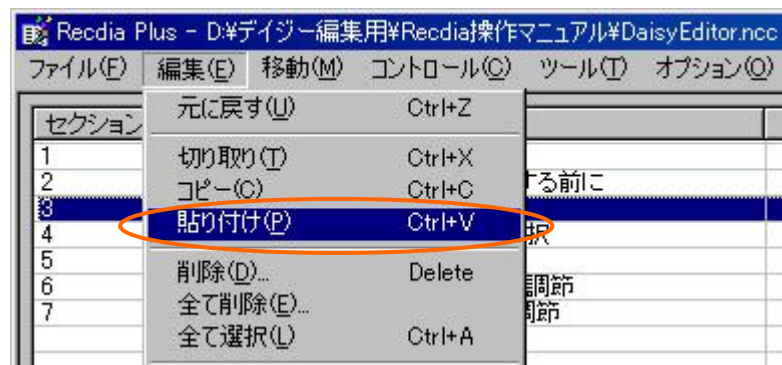 Recdia Plus - D:¥デイジー編集用¥Recdia操作マニュアル¥DaisyEditor.ncc
ファイル(F) 編集(E) 移動(M) コントロール(C) ツール(T) オプション(O)
セクション
元に戻す(U) Ctrl+Z
1
切り取り(T) Ctrl+X
2 する前に
コピー(C) Ctrl+C
3
貼り付け(P) Ctrl+V
4 択
5
削除(D)... Delete
6 調節
全て削除(E)...
7 調節
全て選択(L) Ctrl+A